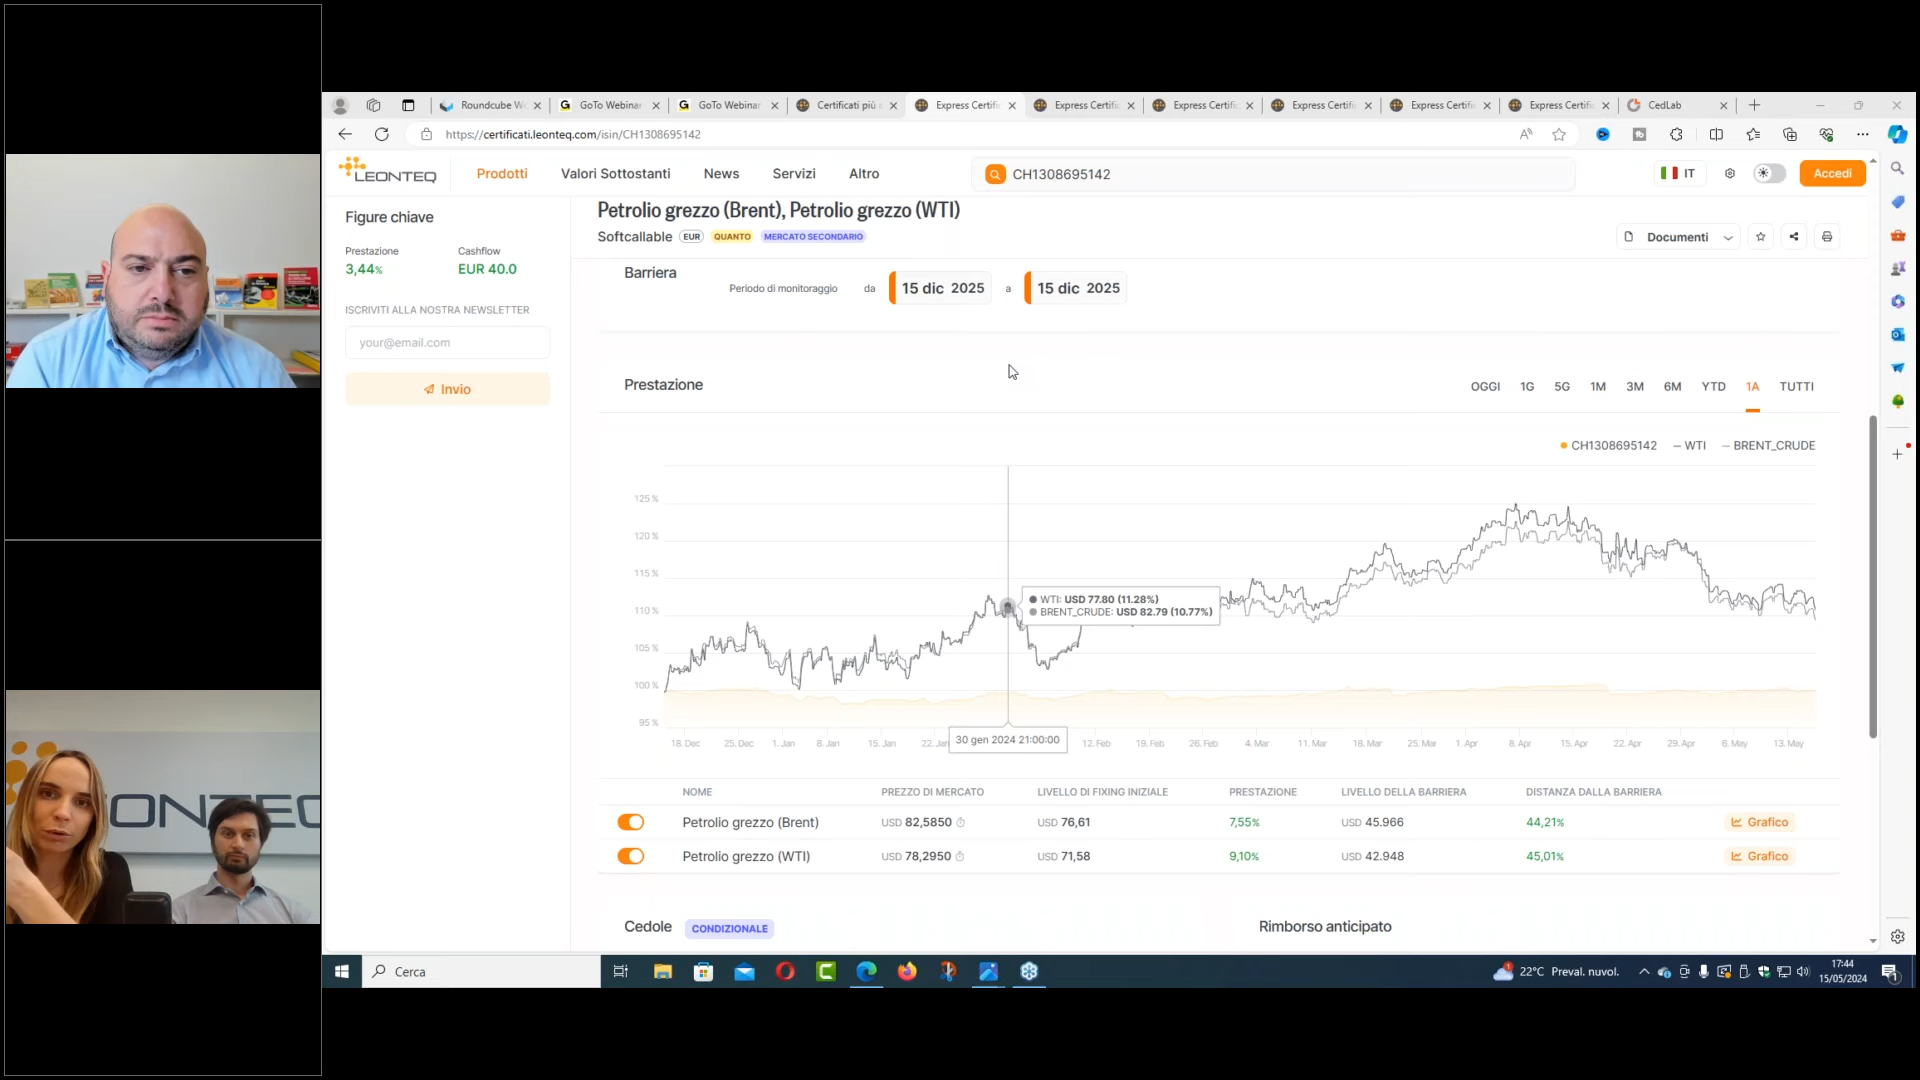 Roundcube W
GoTo Webinar
GoTo Webinar
Certificati più
Express Certific
Express Certific
Express Certific
Express Certific
Express Certific
Express Certific
CedLab
https://certificati.leonteq.com/isin/CH1308695142
LEONTEQ
Prodotti
Valori Sottostanti
News
Servizi
Altro
CH1308695142
IT
Accedi
Figure chiave
Prestazione
Cashflow
3,44%
EUR 40.0
ISCRIVITI ALLA NOSTRA NEWSLETTER
your@email.com
Invio
Petrolio grezzo (Brent), Petrolio grezzo (WTI)
Softcallable EUR QUANTO MERCATO SECONDARIO
Documenti
Barriera
Periodo di monitoraggio da 15 dic 2025 a 15 dic 2025
Prestazione
OGGI 1G 5G 1M 3M 6M YTD 1A TUTTI
CH1308695142 WTI BRENT_CRUDE
125 %
120 %
115 %
110 %
105 %
100 %
95 %
WTI: USD 77.80 (11.28%)
BRENT_CRUDE: USD 82.79 (10.77%)
18. Dec 25. Dec 1. Jan 8. Jan 15. Jan 22. Jan 30 gen 2024 21:00:00 12. Feb 19. Feb 26. Feb 4. Mar 11. Mar 18. Mar 25. Mar 1. Apr 8. Apr 15. Apr 22. Apr 29. Apr 6. May 13. May
NOME PREZZO DI MERCATO LIVELLO DI FIXING INIZIALE PRESTAZIONE LIVELLO DELLA BARRIERA DISTANZA DALLA BARRIERA
Petrolio grezzo (Brent) USD 82,5850 USD 76,61 7,55% USD 45.966 44,21% Grafico
Petrolio grezzo (WTI) USD 78,2950 USD 71,58 9,10% USD 42.948 45,01% Grafico
Cedole CONDIZIONALE
Rimborso anticipato
Cerca
22°C Preval. nuvol.
17:44
15/05/2024
LEONTEQ